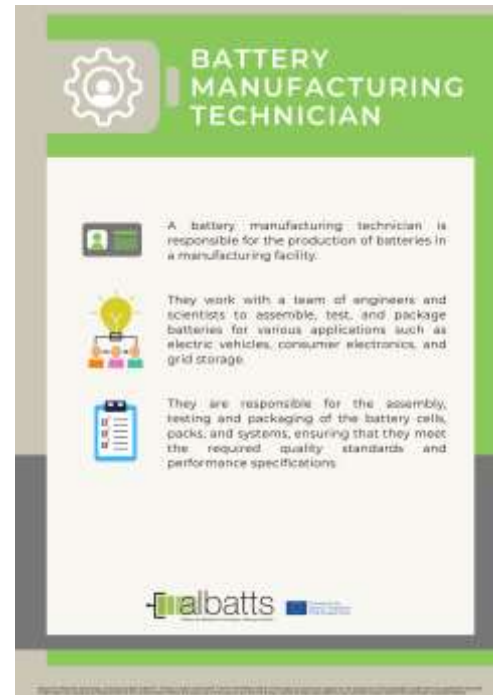 BATTERY
MANUFACTURING
TECHNICIAN
A battery manufacturing technician is
responsible for the production of batteries in
a manufacturing facility.
They work with a team of engineers and
scientists to assemble, test, and package
batteries for various applications such as
electric vehicles, consumer electronics, and
grid storage.
They are responsible for the assembly,
testing and packaging of the battery cells,
packs, and systems, ensuring that they meet
the required quality standards and
performance specifications.
albatts